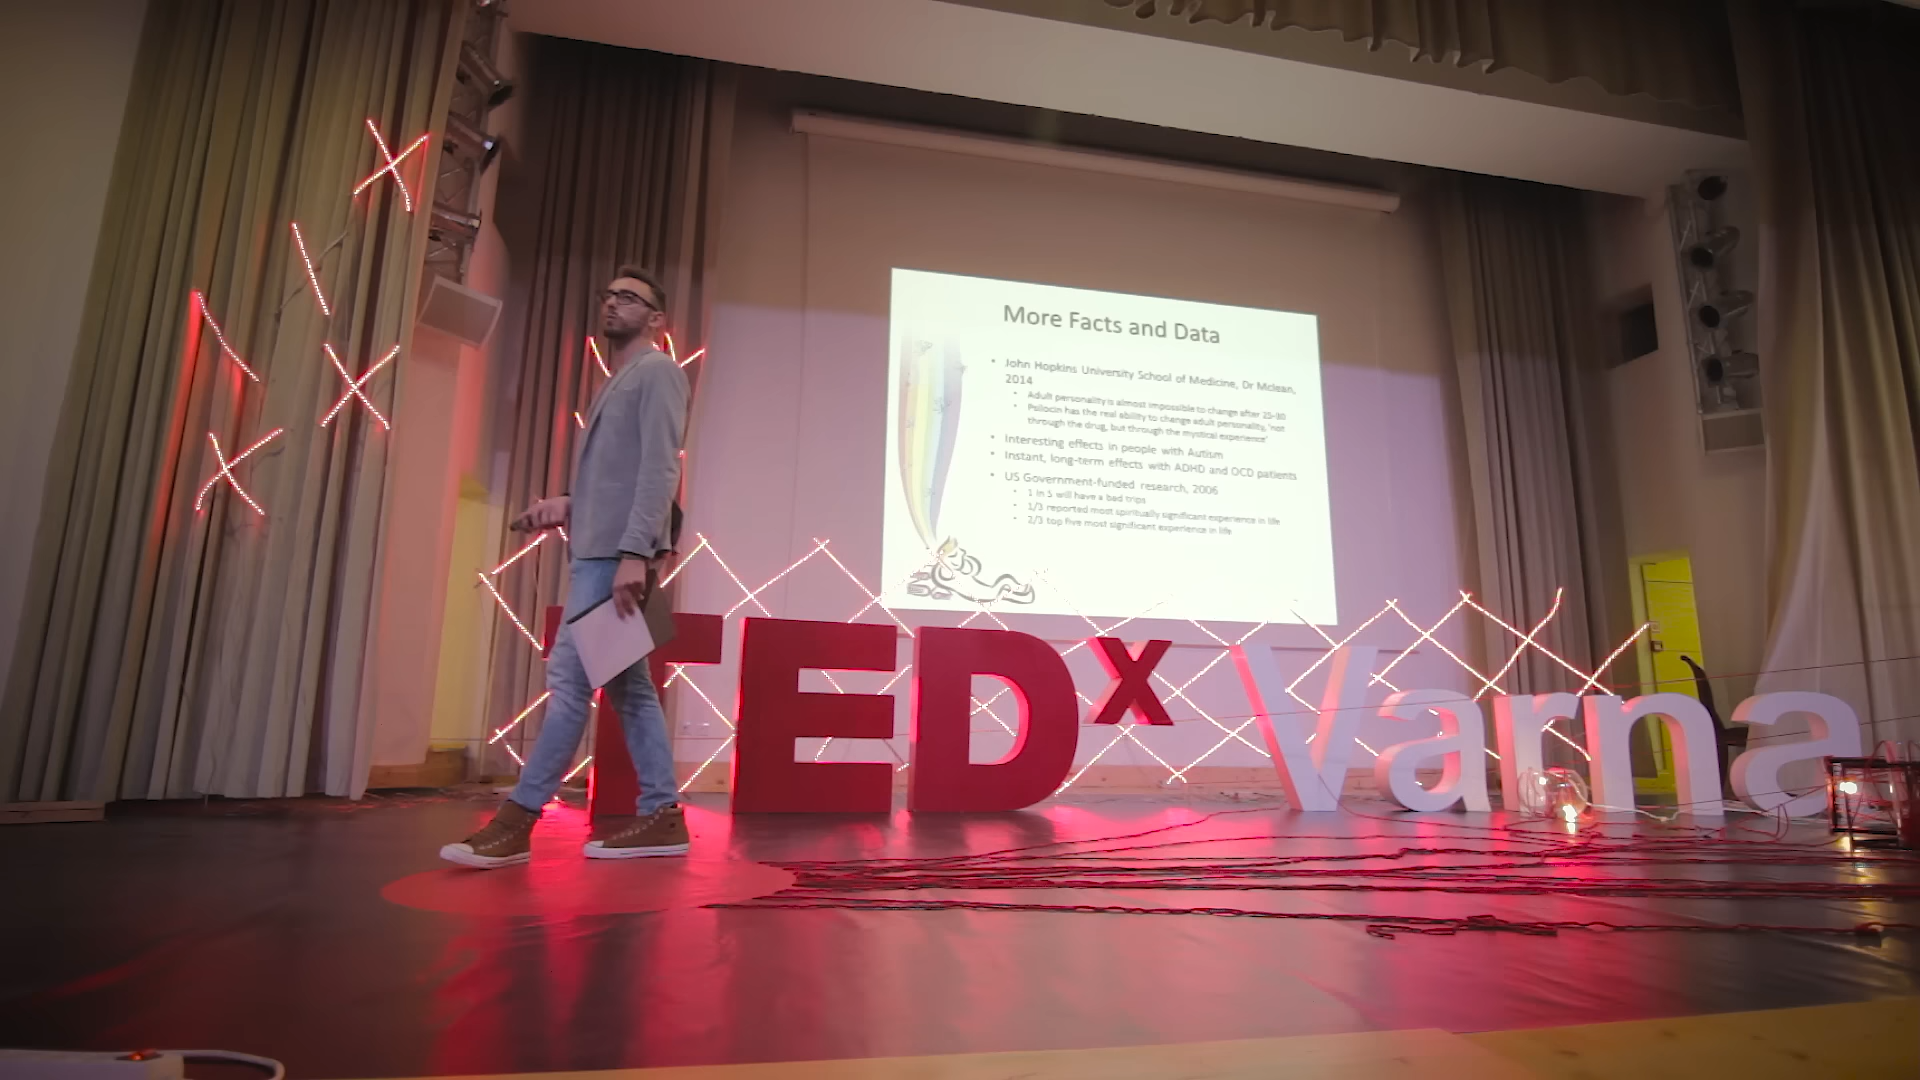 More Facts and Data
• John Hopkins University School of Medicine, Dr Mclean,
2014
• Adult personality is almost impossible to change after 25-30
• Psilocin has the real ability to change adult personality, 'not
through the drug, but through the mystical experience'
• Interesting effects in people with Autism
• Instant, long-term effects with ADHD and OCD patients
• US Government-funded research, 2006
• 1 in 5 will have a bad trips
• 1/3 reported most spiritually significant experience in life
• 2/3 top five most significant experience in life
TEDx Varna